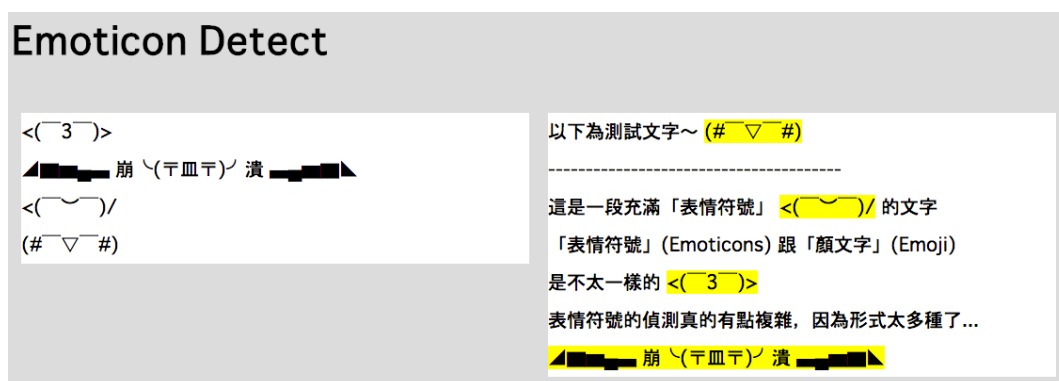 Emoticon Detect
<(￣3￣)>
◢▆▅▄▃ 崩╰(〒皿〒)╯潰 ▃▄▅▆◣
<(￣︶￣)/
(#￣▽￣#)
以下為測試文字～ (#￣▽￣#)
---------------------------------------
這是一段充滿「表情符號」 <(￣︶￣)/ 的文字
「表情符號」(Emoticons) 跟「顏文字」(Emoji)
是不太一樣的 <(￣3￣)>
表情符號的偵測真的有點複雜，因為形式太多種了...
◢▆▅▄▃ 崩╰(〒皿〒)╯潰 ▃▄▅▆◣